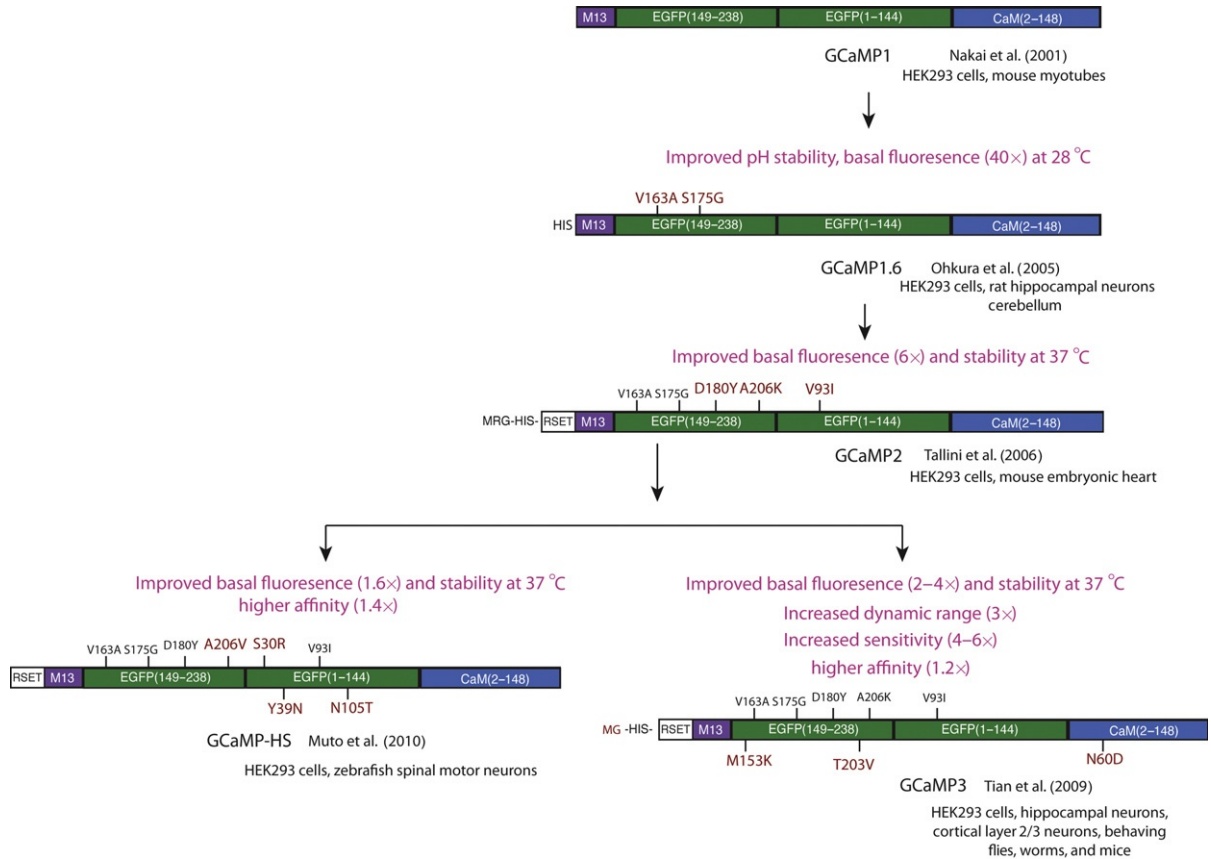 M13 EGFP(149–238) EGFP(1–144) CaM(2–148)
GCaMP1 Nakai et al. (2001)
HEK293 cells, mouse myotubes
Improved pH stability, basal fluoresence (40×) at 28 °C
V163A S175G
HIS M13 EGFP(149–238) EGFP(1–144) CaM(2–148)
GCaMP1.6 Ohkura et al. (2005)
HEK293 cells, rat hippocampal neurons
cerebellum
Improved basal fluoresence (6×) and stability at 37 °C
V163A S175G D180Y A206K V93I
MRG-HIS- RSET M13 EGFP(149–238) EGFP(1–144) CaM(2–148)
GCaMP2 Tallini et al. (2006)
HEK293 cells, mouse embryonic heart
Improved basal fluoresence (1.6×) and stability at 37 °C
higher affinity (1.4×)
V163A S175G D180Y A206V S30R V93I
RSET M13 EGFP(149–238) EGFP(1–144) CaM(2–148)
Y39N N105T
GCaMP-HS Muto et al. (2010)
HEK293 cells, zebrafish spinal motor neurons
Improved basal fluoresence (2–4×) and stability at 37 °C
Increased dynamic range (3×)
Increased sensitivity (4–6×)
higher affinity (1.2×)
V163A S175G D180Y A206K V93I
MG -HIS- RSET M13 EGFP(149–238) EGFP(1–144) CaM(2–148)
M153K T203V N60D
GCaMP3 Tian et al. (2009)
HEK293 cells, hippocampal neurons,
cortical layer 2/3 neurons, behaving
flies, worms, and mice